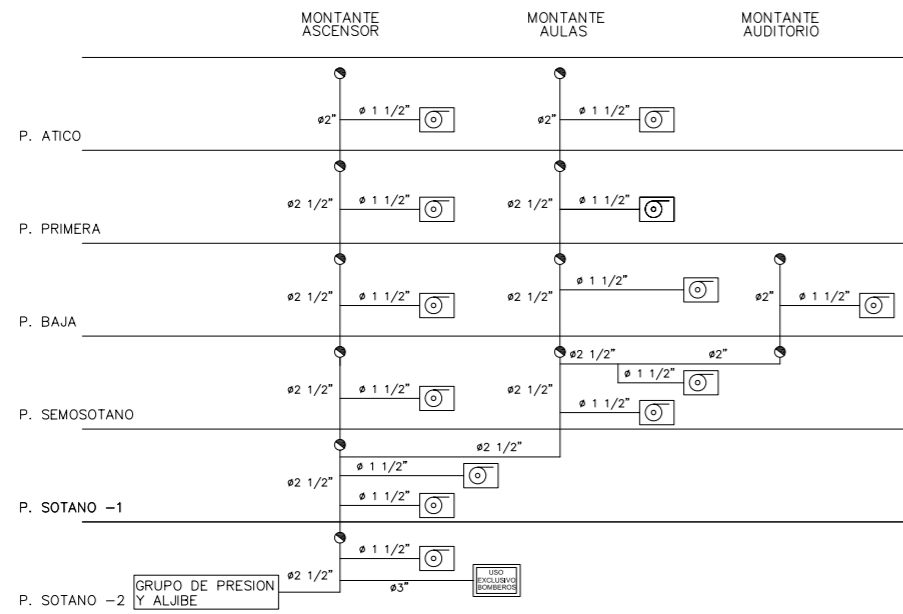 MONTANTE
ASCENSOR
MONTANTE
AULAS
MONTANTE
AUDITORIO
ø2"
ø 1 1/2"
ø2"
ø 1 1/2"
P. ATICO
ø2 1/2"
ø 1 1/2"
ø2 1/2"
ø 1 1/2"
P. PRIMERA
ø2 1/2"
ø 1 1/2"
ø2 1/2"
ø 1 1/2"
ø2"
ø 1 1/2"
P. BAJA
ø2 1/2"
ø2"
ø 1 1/2"
ø2 1/2"
ø 1 1/2"
ø2 1/2"
ø 1 1/2"
P. SEMOSOTANO
ø2 1/2"
ø 1 1/2"
ø2 1/2"
ø 1 1/2"
P. SOTANO -1
ø 1 1/2"
ø2 1/2"
ø3"
USO
EXCLUSIVO
BOMBEROS
GRUPO DE PRESION
Y ALJIBE
P. SOTANO -2